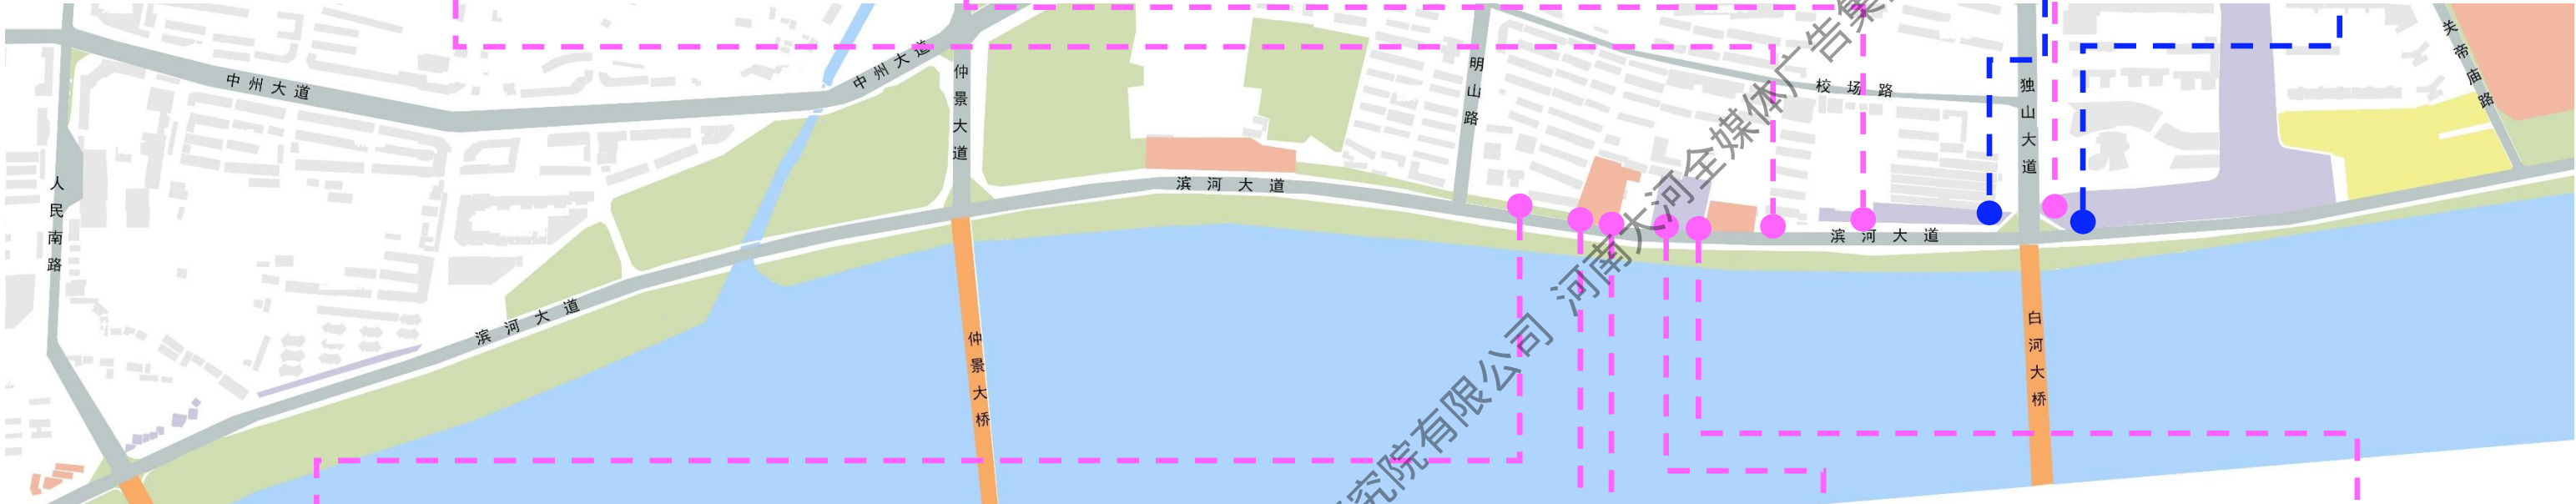 中州大道
中州大道
仲景大道
明山路
校场路
独山大道
关帝庙路
人民南路
滨河大道
滨河大道
滨河大道
仲景大桥
白河大桥
究院有限公司 河南大河全媒体广告集